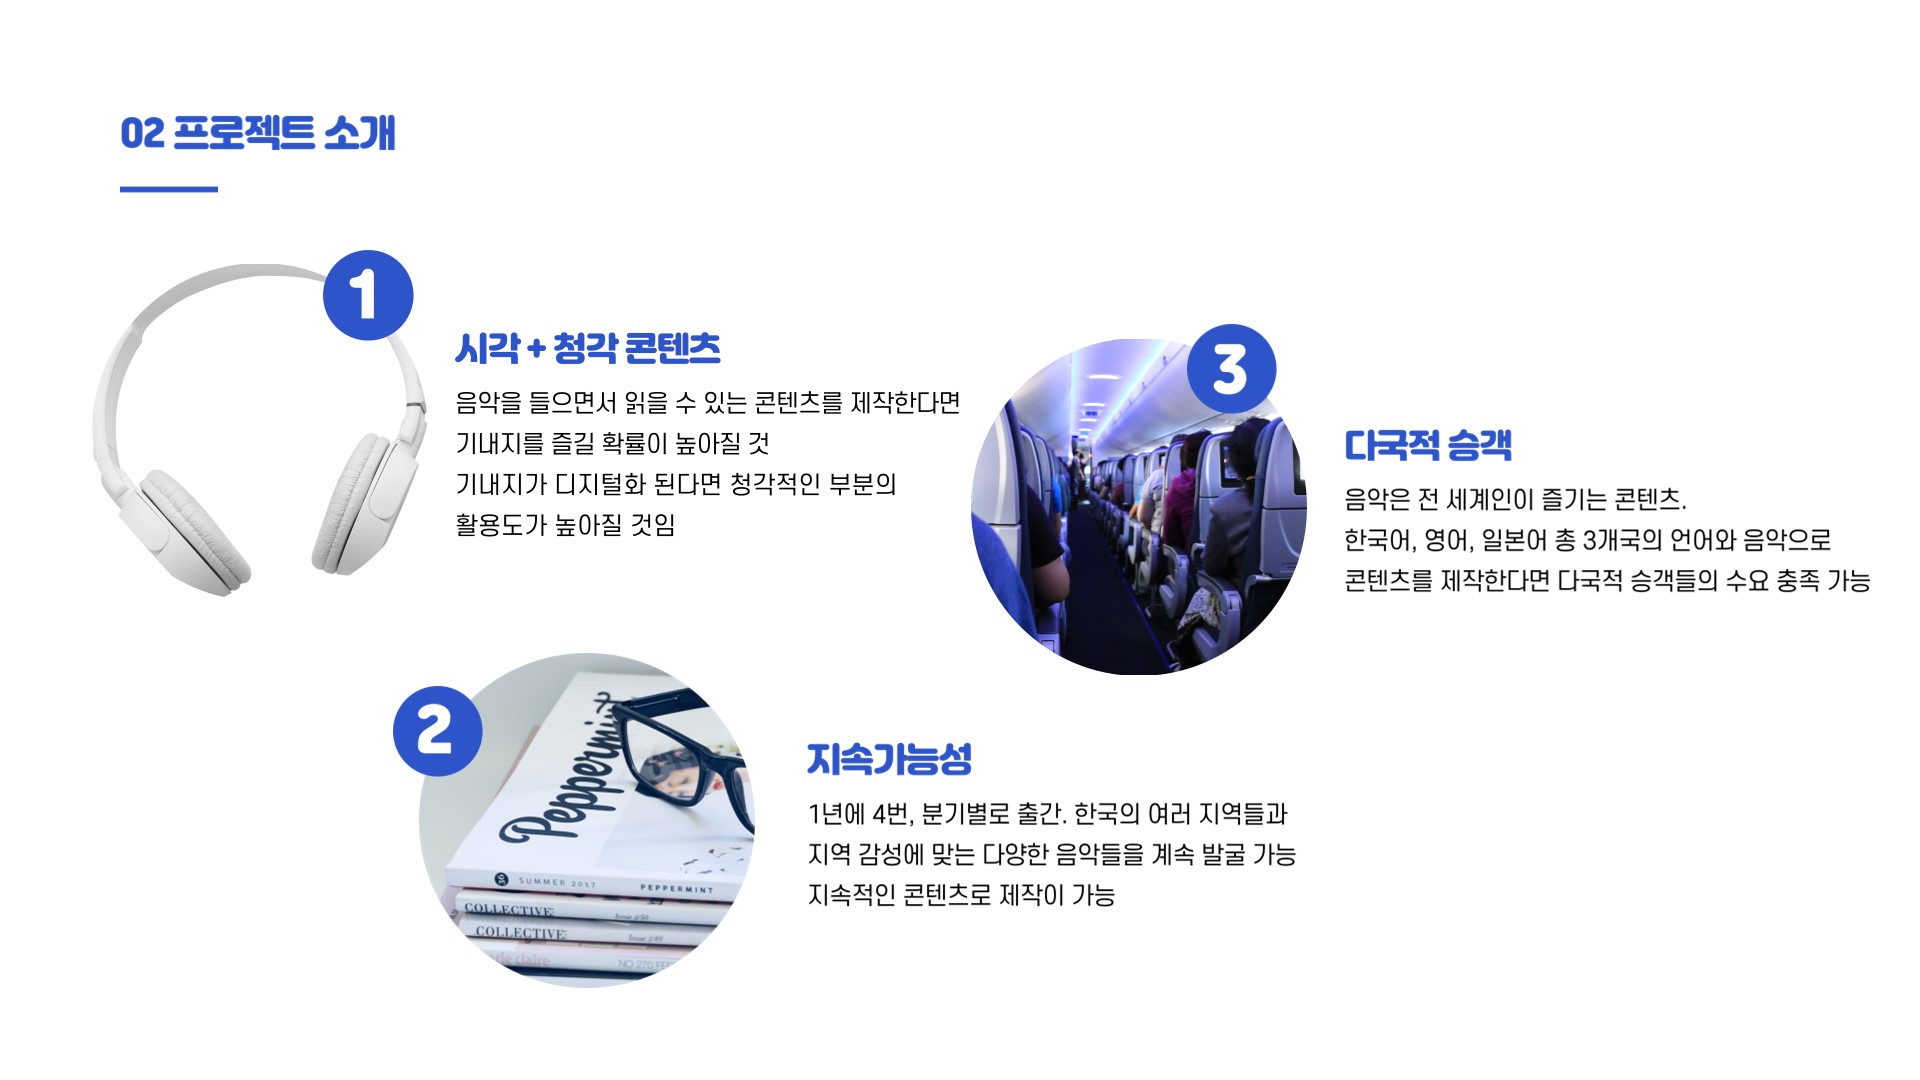 02 프로젝트 소개
1
시각 + 청각 콘텐츠
음악을 들으면서 읽을 수 있는 콘텐츠를 제작한다면
기내지를 즐길 확률이 높아질 것
기내지가 디지털화 된다면 청각적인 부분의
활용도가 높아질 것임
2
Peppermint
SUMMER 2017 PEPPERMINT
COLLECTIVE Issue #50
COLLECTIVE Issue #49
rie claire NO 270 FE
지속가능성
1년에 4번, 분기별로 출간. 한국의 여러 지역들과
지역 감성에 맞는 다양한 음악들을 계속 발굴 가능
지속적인 콘텐츠로 제작이 가능
3
다국적 승객
음악은 전 세계인이 즐기는 콘텐츠.
한국어, 영어, 일본어 총 3개국의 언어와 음악으로
콘텐츠를 제작한다면 다국적 승객들의 수요 충족 가능